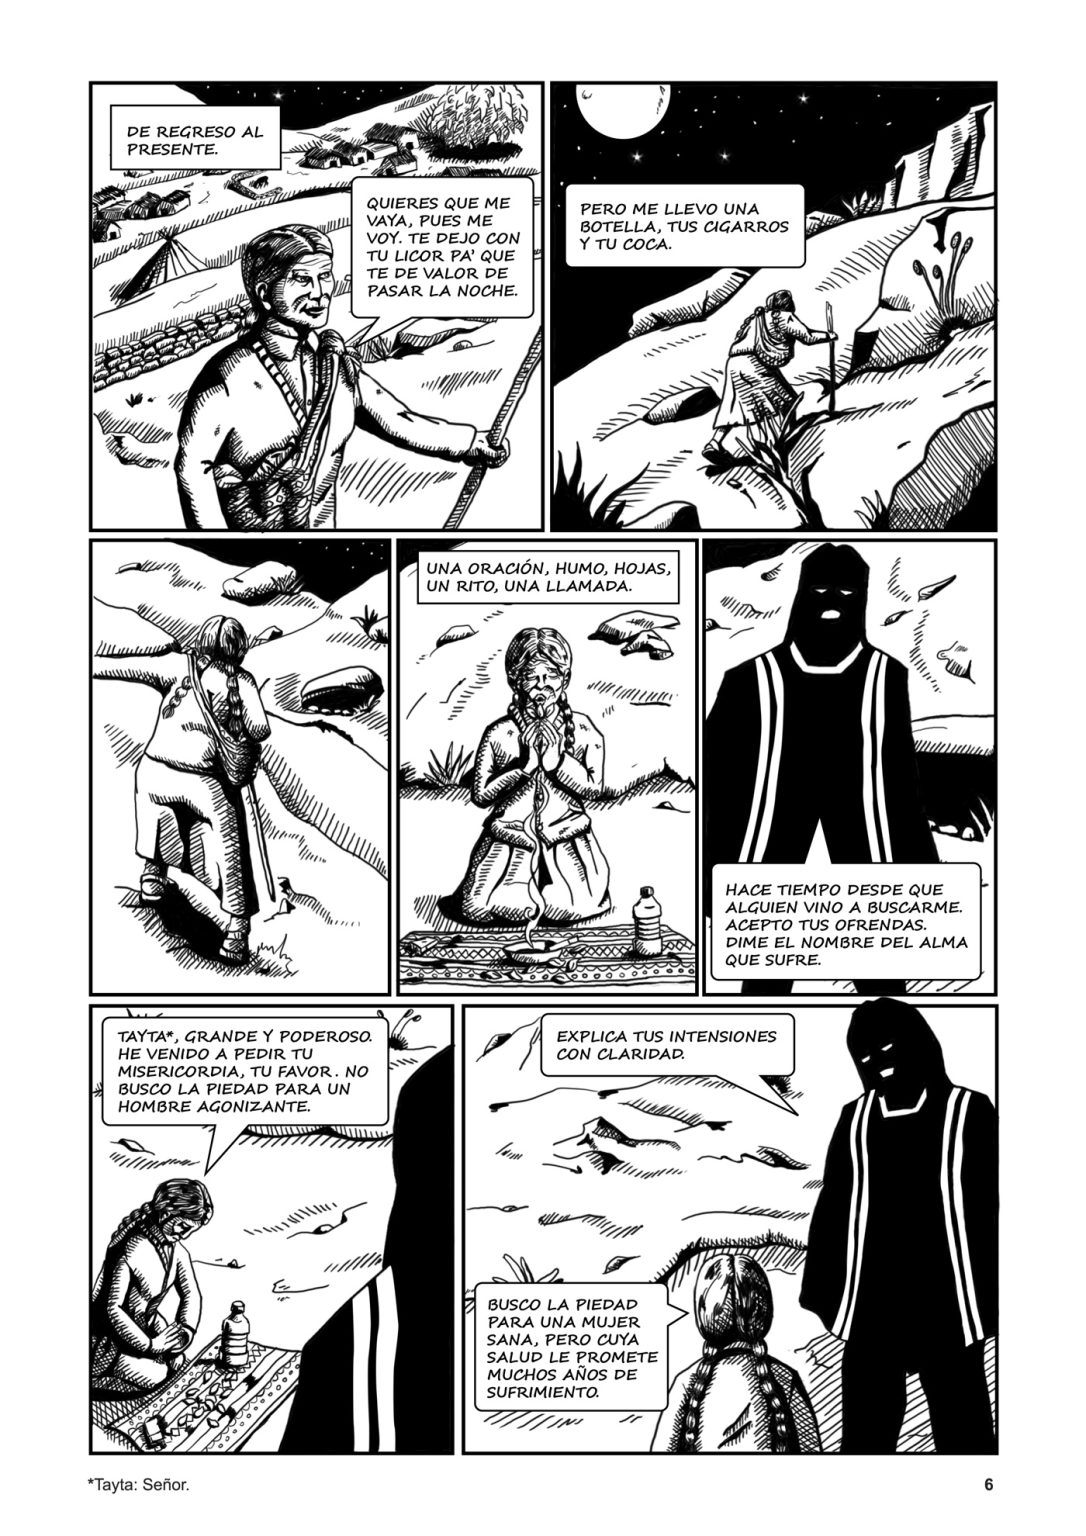 DE REGRESO AL
PRESENTE.
QUIERES QUE ME
VAYA, PUES ME
VOY. TE DEJO CON
TU LICOR PA' QUE
TE DE VALOR DE
PASAR LA NOCHE.
PERO ME LLEVO UNA
BOTELLA, TUS CIGARROS
Y TU COCA.
UNA ORACIÓN, HUMO, HOJAS,
UN RITO, UNA LLAMADA.
HACE TIEMPO DESDE QUE
ALGUIEN VINO A BUSCARME.
ACEPTO TUS OFRENDAS.
DIME EL NOMBRE DEL ALMA
QUE SUFRE.
TAYTA*, GRANDE Y PODEROSO.
HE VENIDO A PEDIR TU
MISERICORDIA, TU FAVOR. NO
BUSCO LA PIEDAD PARA UN
HOMBRE AGONIZANTE.
EXPLICA TUS INTENSIONES
CON CLARIDAD.
BUSCO LA PIEDAD
PARA UNA MUJER
SANA, PERO CUYA
SALUD LE PROMETE
MUCHOS AÑOS DE
SUFRIMIENTO.
*Tayta: Señor.
6